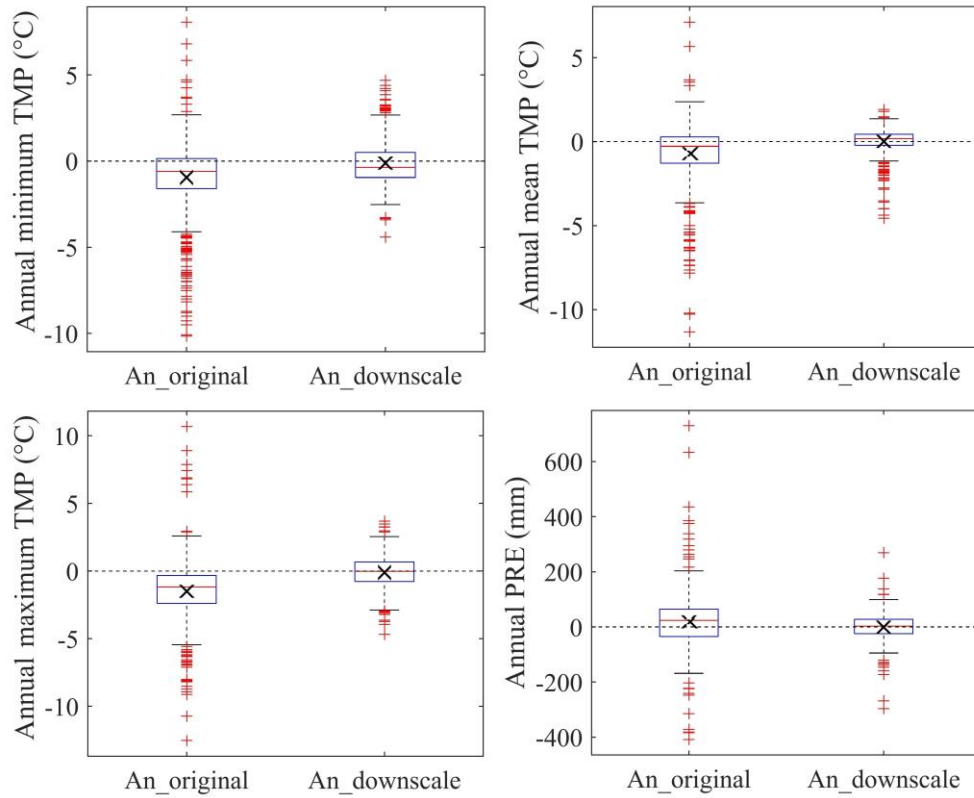 Annual minimum TMP (°C)
5
0
-5
-10
An_original An_downscale
Annual mean TMP (°C)
5
0
-5
-10
An_original An_downscale
Annual maximum TMP (°C)
10
5
0
-5
-10
An_original An_downscale
Annual PRE (mm)
600
400
200
0
-200
-400
An_original An_downscale